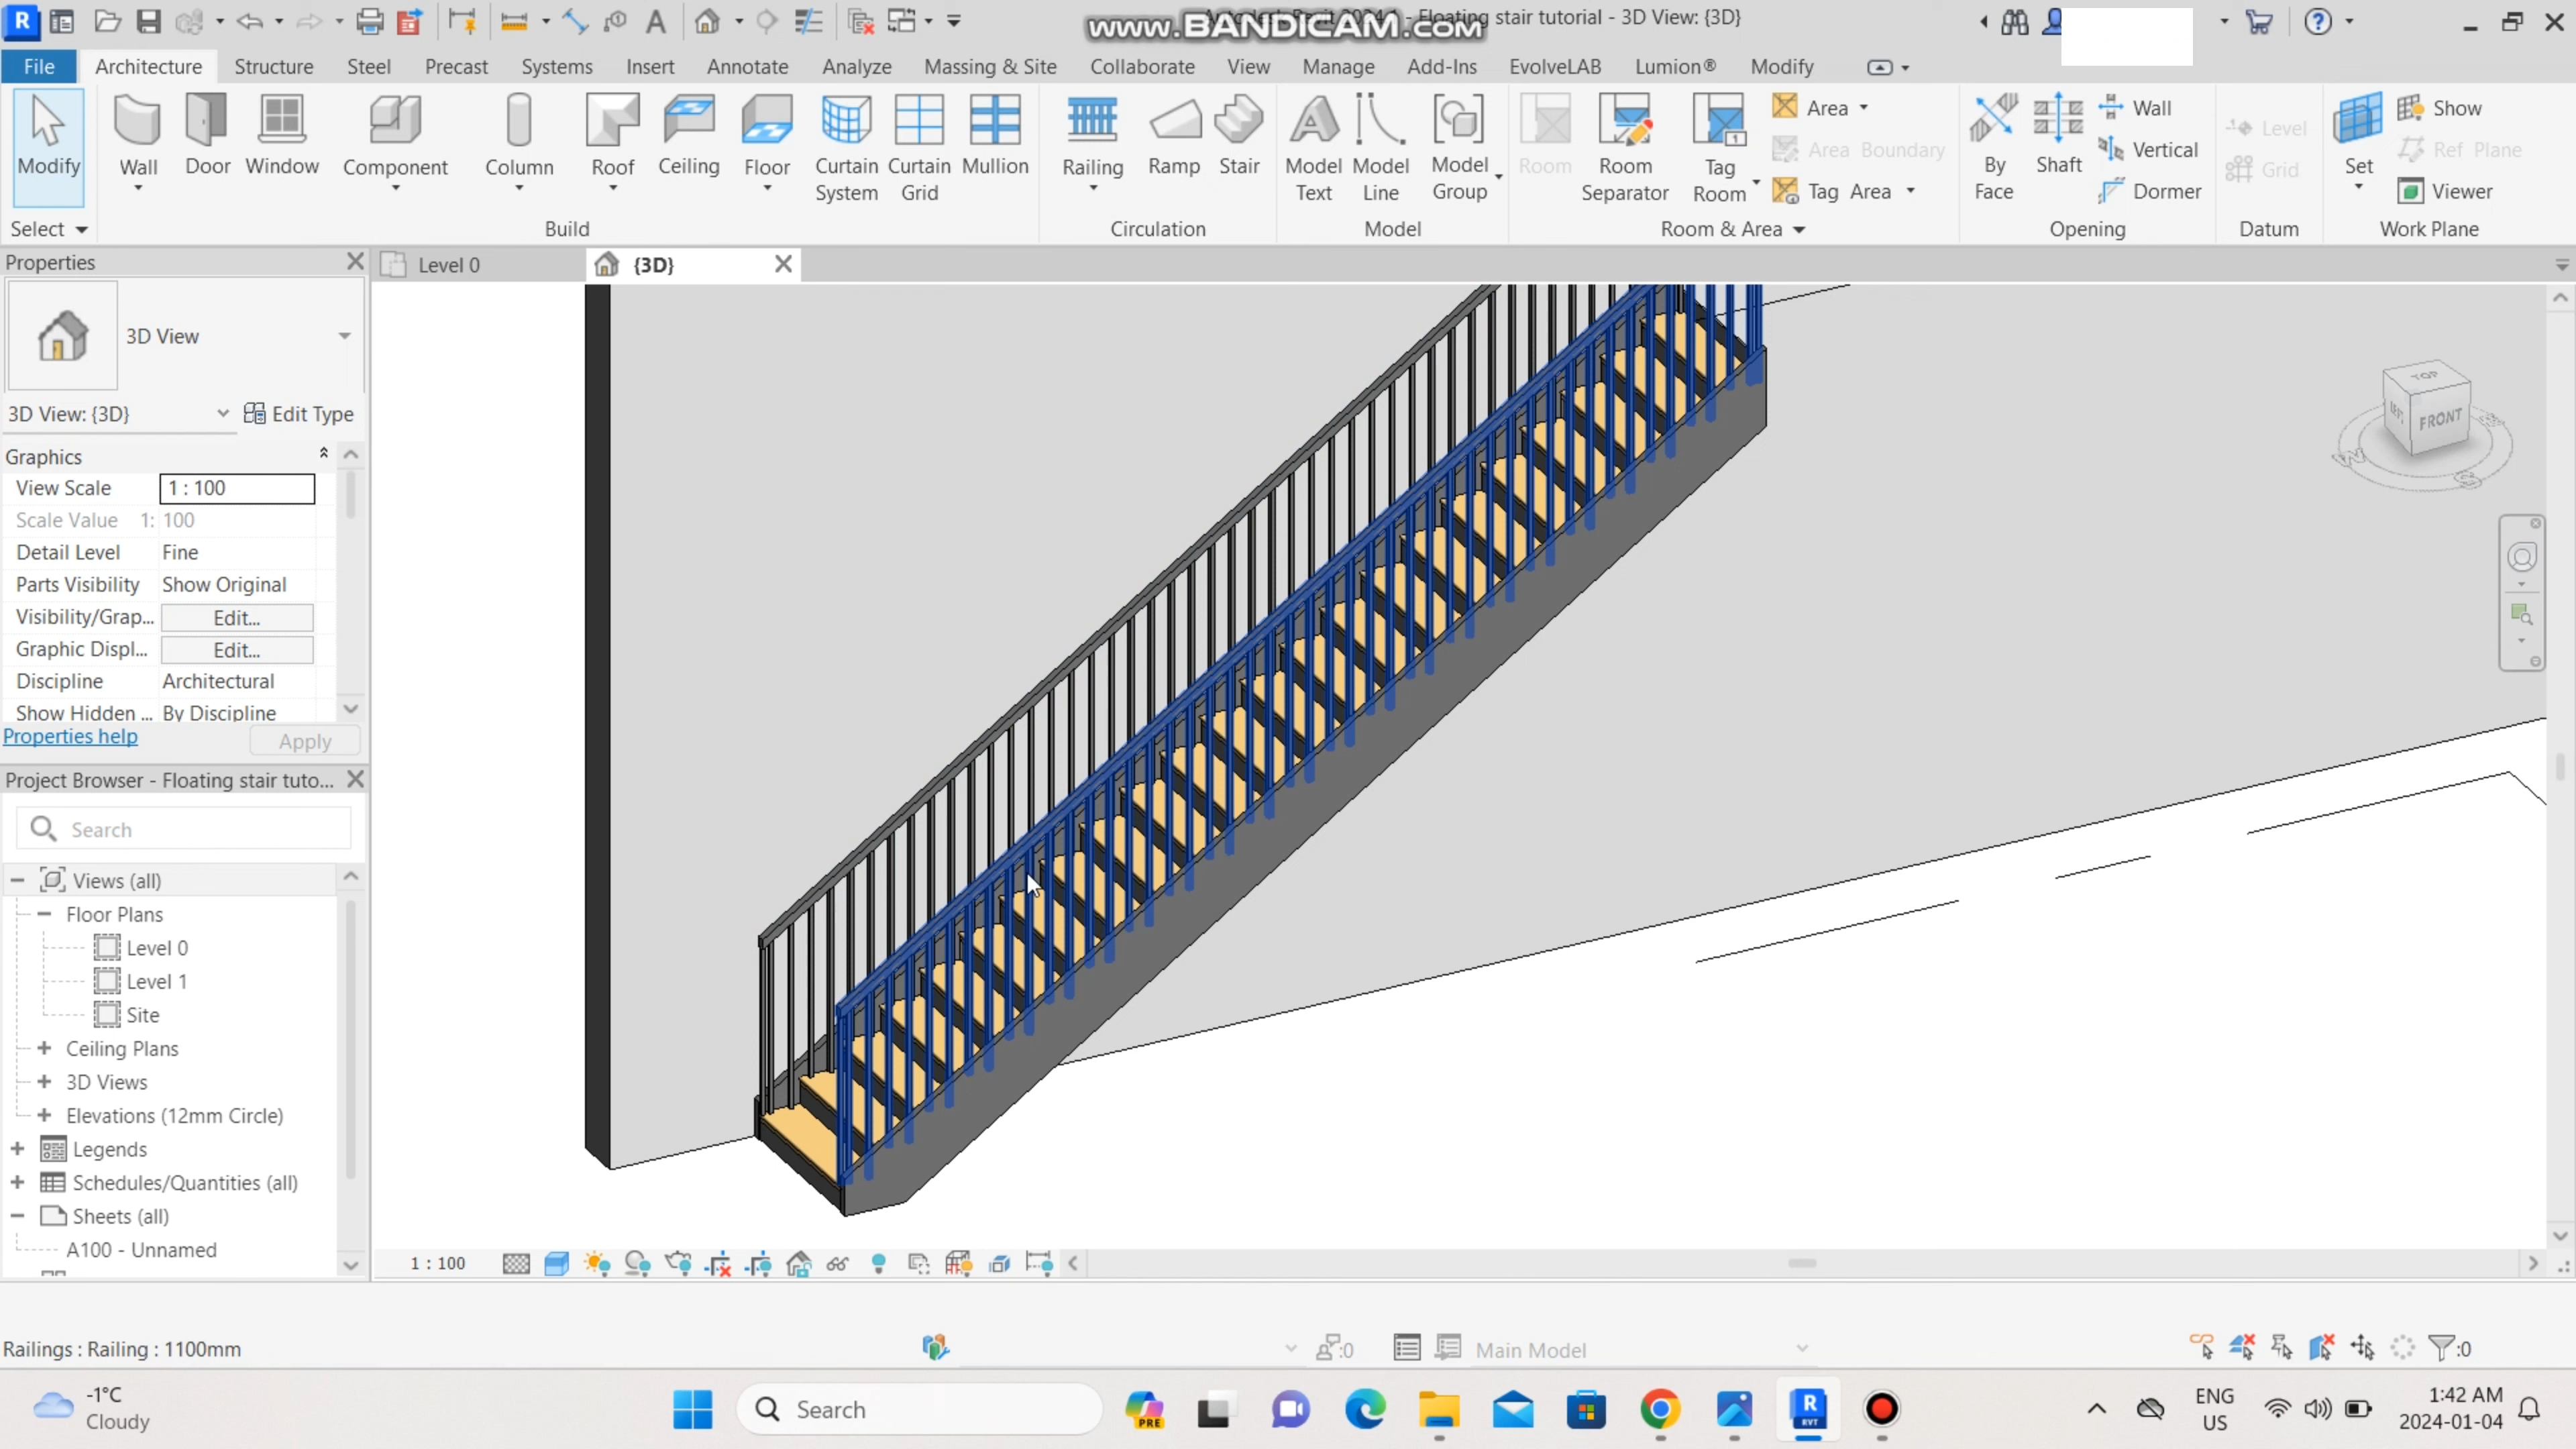 www.BANDICAM.com
Floating stair tutorial - 3D View: {3D}
File Architecture Structure Steel Precast Systems Insert Annotate Analyze Massing & Site Collaborate View Manage Add-Ins EvolveLAB Lumion® Modify
Modify Wall Door Window Component Column Roof Ceiling Floor Curtain System Curtain Grid Mullion Railing Ramp Stair Model Text Model Line Model Group Room Room Separator Tag Room Area Area Boundary Tag Area By Face Shaft Wall Vertical Dormer Level Grid Set Show Ref Plane Viewer
Select Build Circulation Model Room & Area Opening Datum Work Plane
Properties
Level 0 {3D}
3D View
3D View: {3D} Edit Type
Graphics
View Scale 1 : 100
Scale Value 1: 100
Detail Level Fine
Parts Visibility Show Original
Visibility/Grap... Edit...
Graphic Displ... Edit...
Discipline Architectural
Show Hidden ... By Discipline
Properties help Apply
Project Browser - Floating stair tuto...
Search
Views (all)
Floor Plans
Level 0
Level 1
Site
Ceiling Plans
3D Views
Elevations (12mm Circle)
Legends
Schedules/Quantities (all)
Sheets (all)
A100 - Unnamed
TOP
LEFT FRONT
W S
1 : 100
Railings : Railing : 1100mm :0 Main Model :0
-1°C
Cloudy
Search
PRE
R
RVT
ENG
US
1:42 AM
2024-01-04